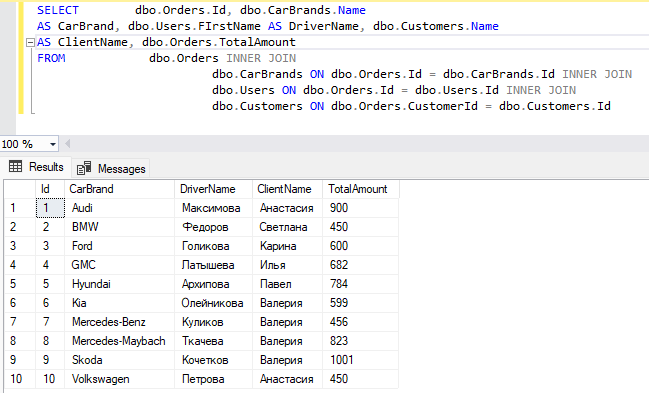 SELECT dbo.Orders.Id, dbo.CarBrands.Name
AS CarBrand, dbo.Users.FIrstName AS DriverName, dbo.Customers.Name
AS ClientName, dbo.Orders.TotalAmount
FROM dbo.Orders INNER JOIN
dbo.CarBrands ON dbo.Orders.Id = dbo.CarBrands.Id INNER JOIN
dbo.Users ON dbo.Orders.Id = dbo.Users.Id INNER JOIN
dbo.Customers ON dbo.Orders.CustomerId = dbo.Customers.Id
100 %
Results Messages
Id CarBrand DriverName ClientName TotalAmount
1 1 Audi Максимова Анастасия 900
2 2 BMW Федоров Светлана 450
3 3 Ford Голикова Карина 600
4 4 GMC Латышева Илья 682
5 5 Hyundai Архипова Павел 784
6 6 Kia Олейникова Валерия 599
7 7 Mercedes-Benz Куликов Валерия 456
8 8 Mercedes-Maybach Ткачева Валерия 823
9 9 Skoda Кочетков Валерия 1001
10 10 Volkswagen Петрова Анастасия 450